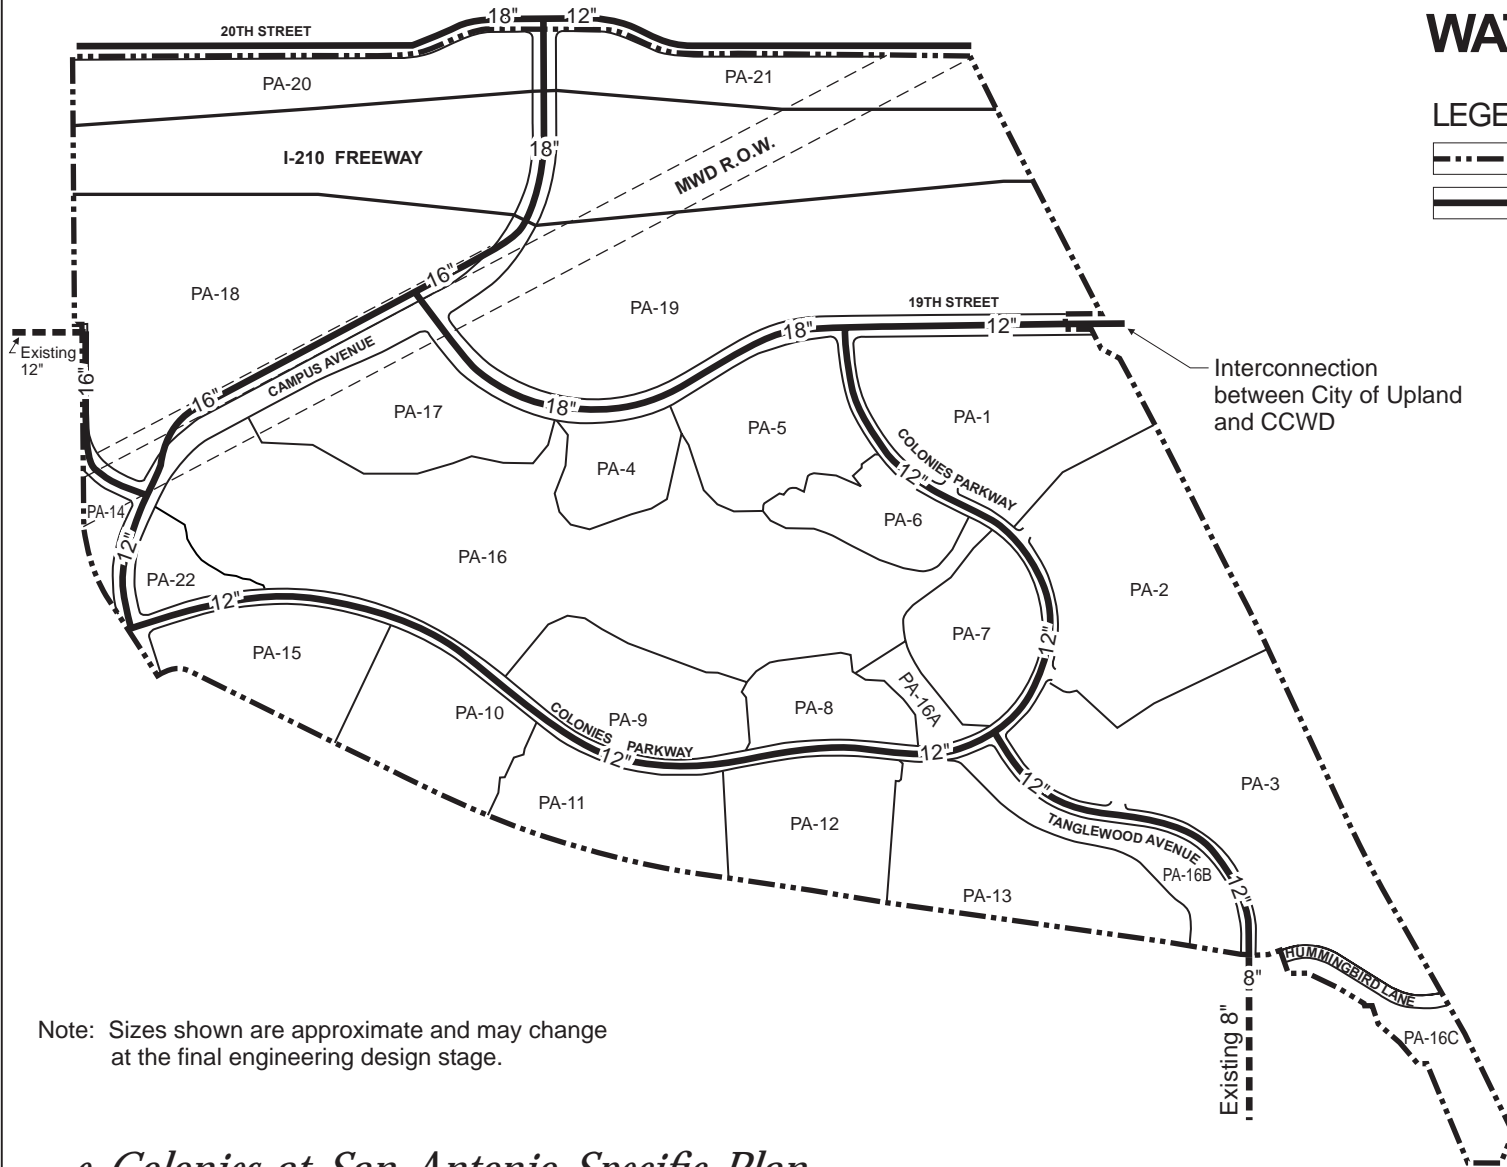 18" 12"
WAT
20TH STREET
PA-20
PA-21
LEGE
18"
I-210 FREEWAY
MWD R.O.W.
16"
PA-18
PA-19
19TH STREET
18"
12"
Existing
12"
16"
Interconnection
between City of Upland
and CCWD
CAMPUS AVENUE
16"
18"
PA-17
PA-5
PA-1
PA-4
COLONIES PARKWAY
12"
PA-14
PA-6
12"
PA-16
PA-22
PA-2
12"
PA-7
12"
PA-15
PA-16A
PA-10
PA-9
PA-8
COLONIES PARKWAY
12"
12"
PA-3
12"
PA-11
PA-12
TANGLEWOOD AVENUE
PA-16B
12"
PA-13
HUMMINGBIRD LANE
8"
Existing 8"
PA-16C
Note: Sizes shown are approximate and may change
at the final engineering design stage.
e Colonies at San Antonio Specific Plan